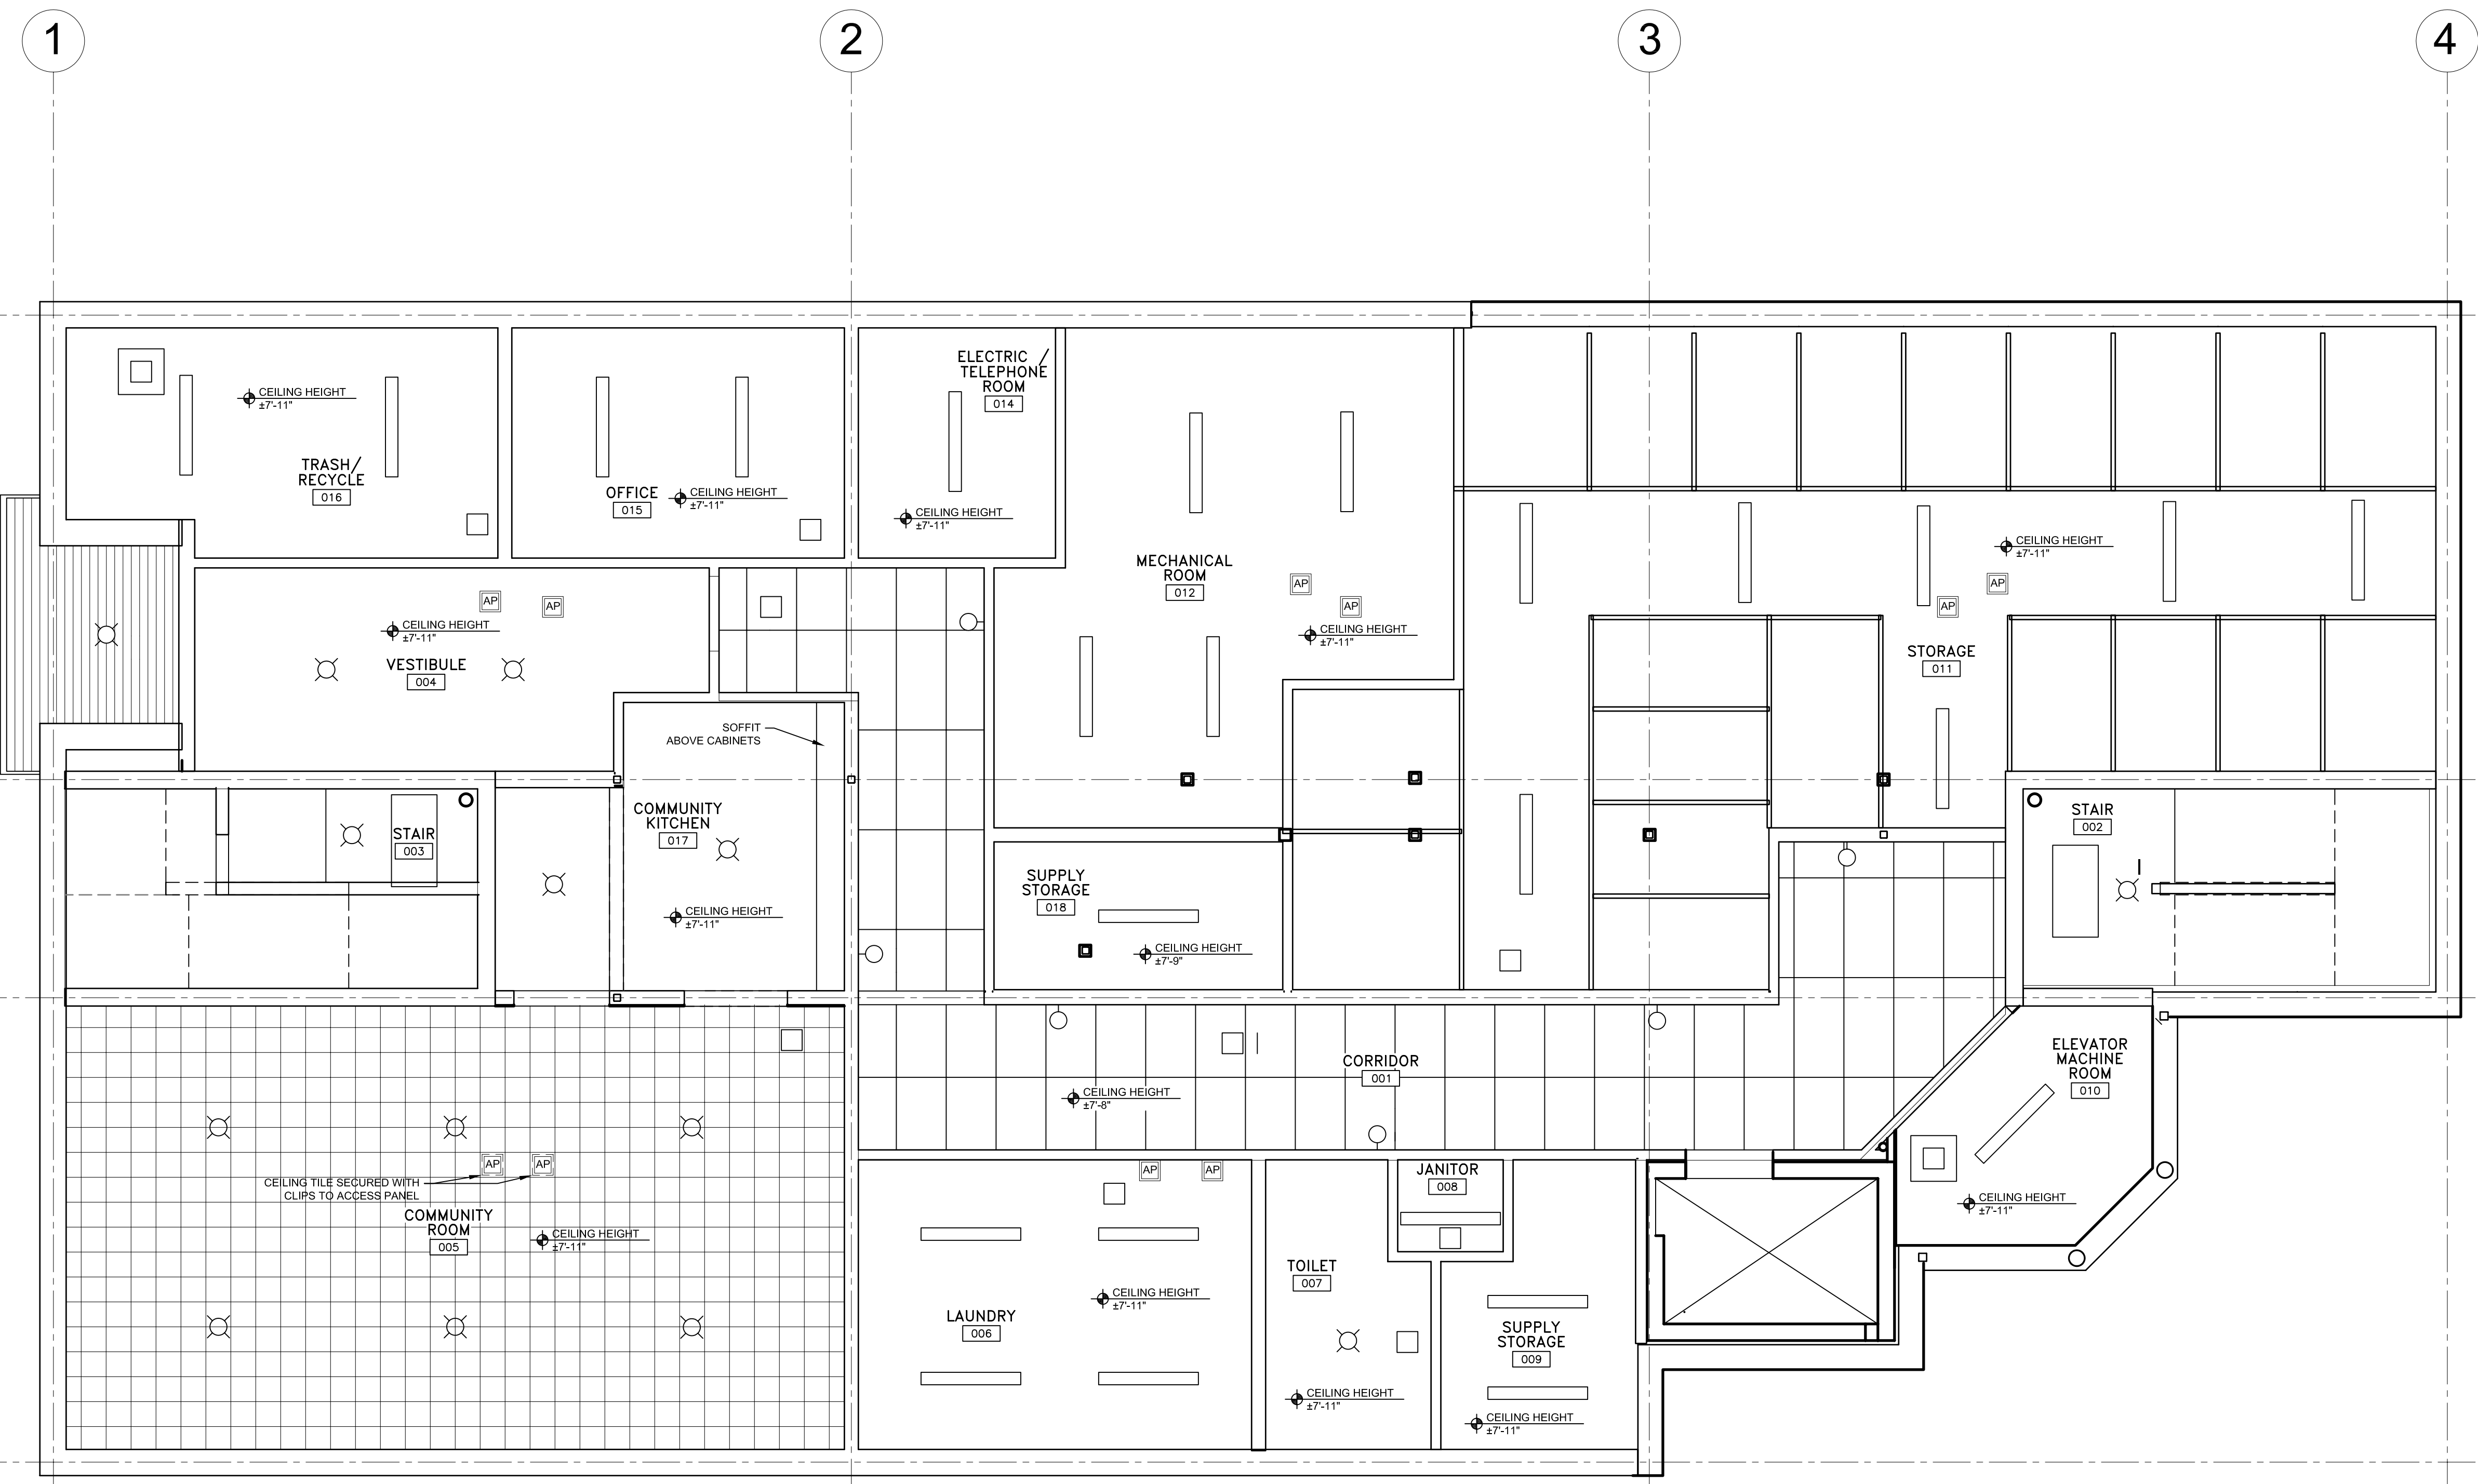 1
2
3
4
ELECTRIC /
TELEPHONE
ROOM
014
CEILING HEIGHT
±7'-11"
TRASH/
RECYCLE
016
OFFICE
015
CEILING HEIGHT
±7'-11"
CEILING HEIGHT
±7'-11"
MECHANICAL
ROOM
012
AP
AP
CEILING HEIGHT
±7'-11"
CEILING HEIGHT
±7'-11"
AP
AP
STORAGE
011
AP
AP
CEILING HEIGHT
±7'-11"
VESTIBULE
004
SOFFIT
ABOVE CABINETS
COMMUNITY
KITCHEN
017
CEILING HEIGHT
±7'-11"
STAIR
003
STAIR
002
SUPPLY
STORAGE
018
CEILING HEIGHT
±7'-9"
CORRIDOR
001
CEILING HEIGHT
±7'-8"
ELEVATOR
MACHINE
ROOM
010
CEILING HEIGHT
±7'-11"
AP
AP
CEILING TILE SECURED WITH
CLIPS TO ACCESS PANEL
COMMUNITY
ROOM
005
CEILING HEIGHT
±7'-11"
AP
AP
JANITOR
008
CEILING HEIGHT
±7'-11"
LAUNDRY
006
TOILET
007
CEILING HEIGHT
±7'-11"
SUPPLY
STORAGE
009
CEILING HEIGHT
±7'-11"